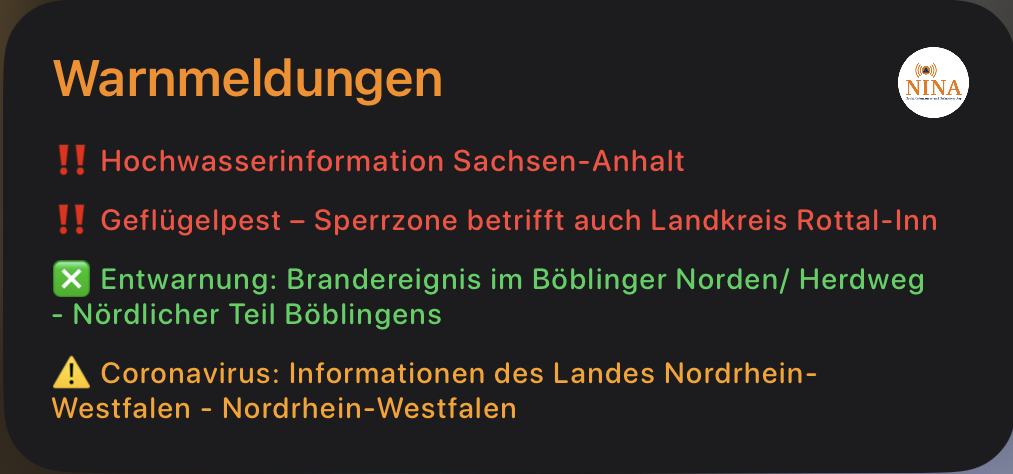 Warnmeldungen
NINA
‼️ Hochwasserinformation Sachsen-Anhalt
‼️ Geflügelpest – Sperrzone betrifft auch Landkreis Rottal-Inn
❎ Entwarnung: Brandereignis im Böblinger Norden/ Herdweg
- Nördlicher Teil Böblingens
⚠️ Coronavirus: Informationen des Landes Nordrhein-
Westfalen - Nordrhein-Westfalen